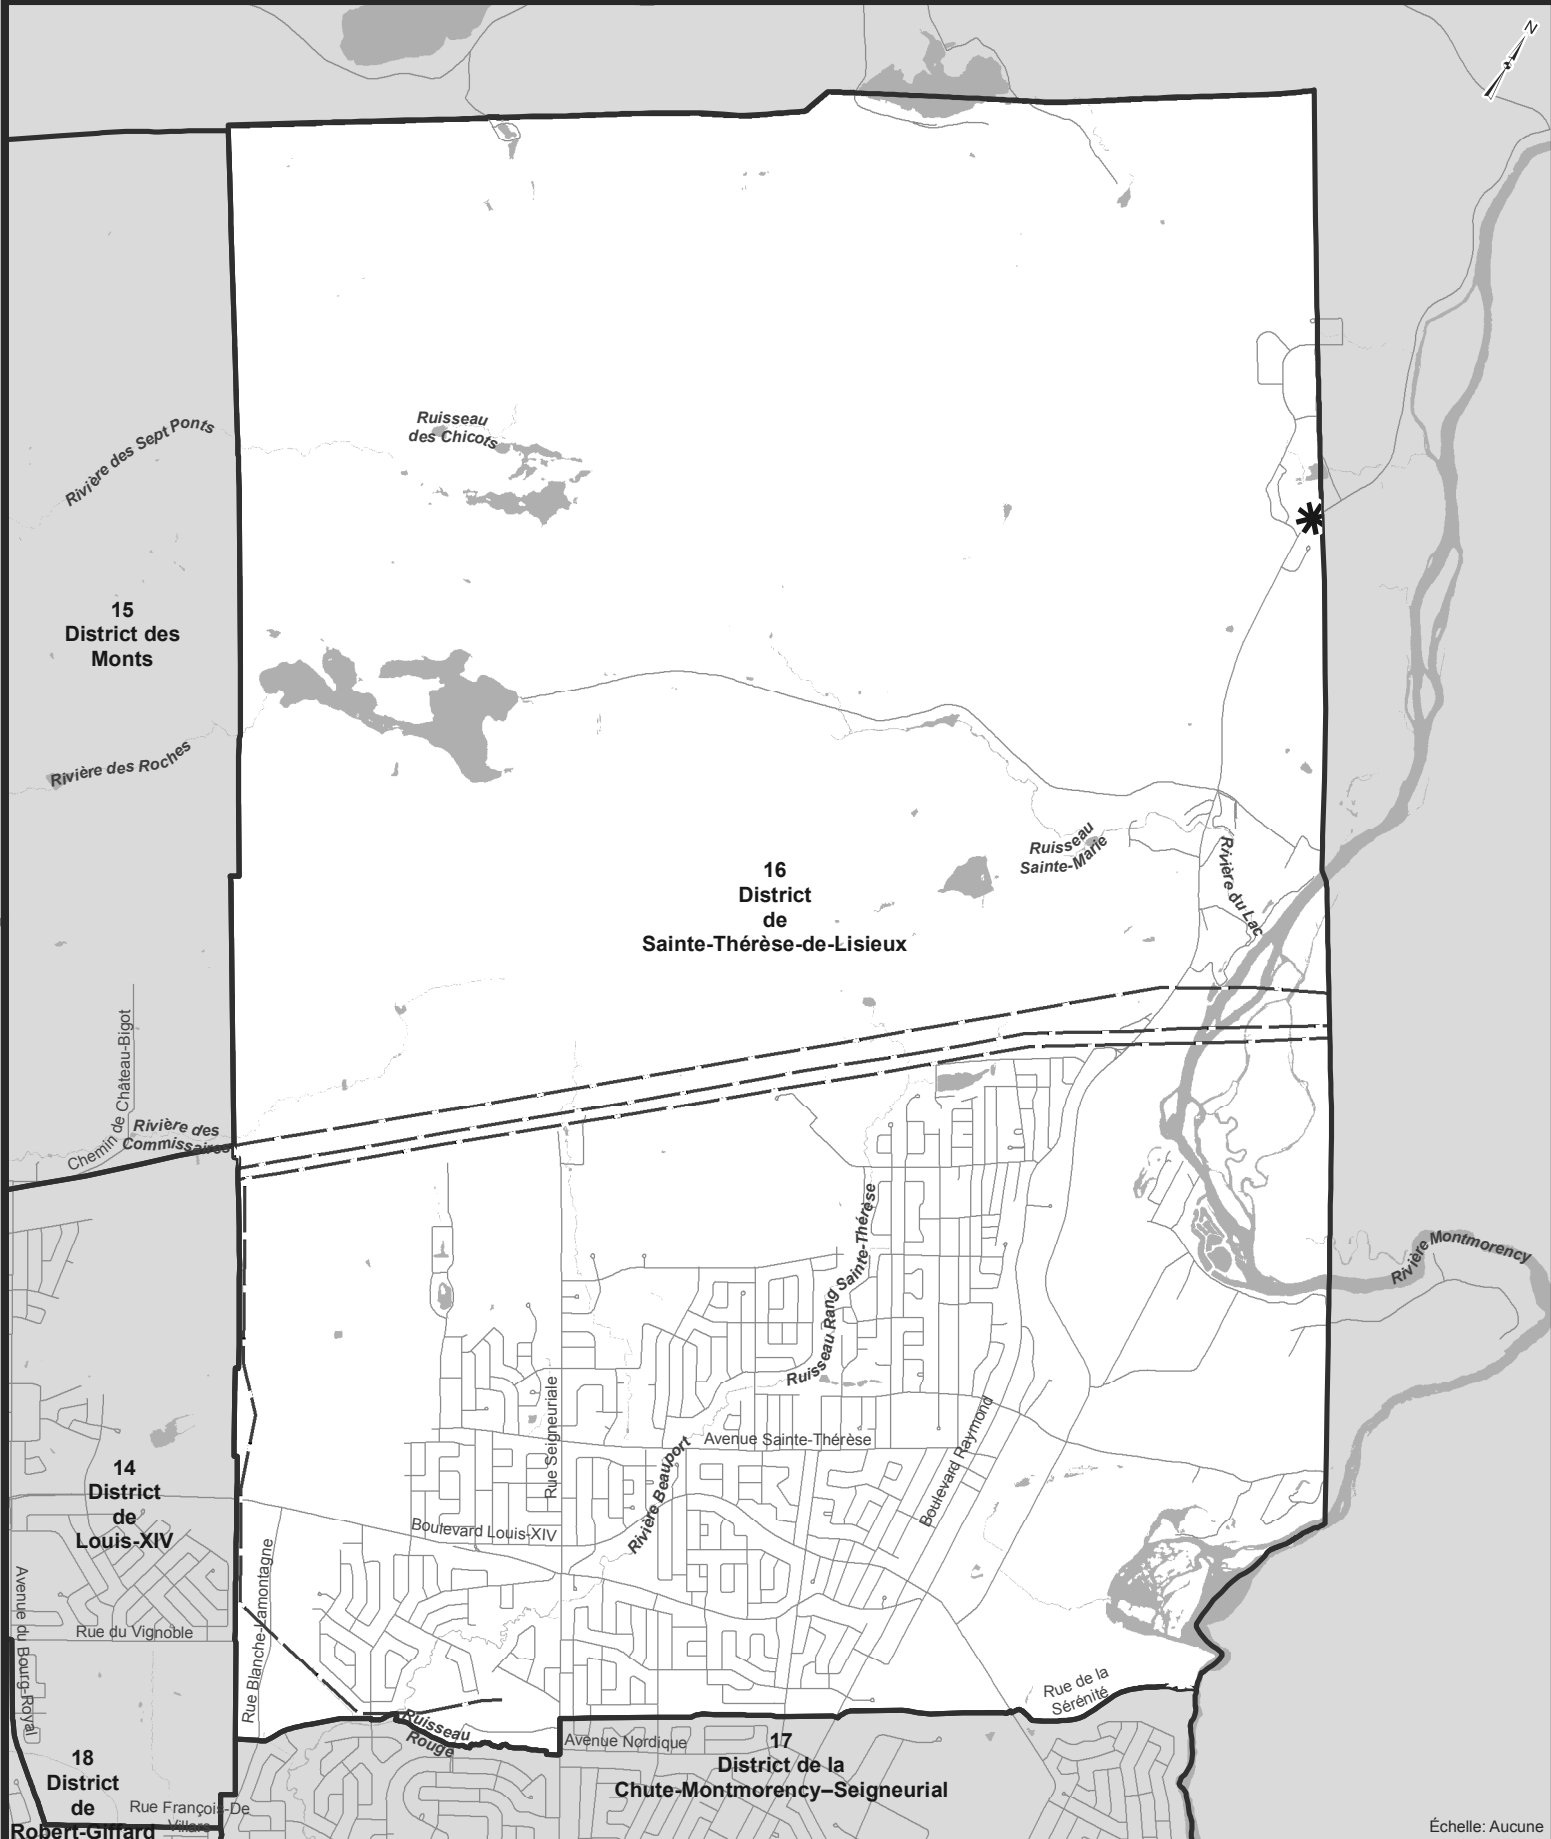 N
Rivière des Sept Ponts
Ruisseau
des Chicots
15
District des
Monts
Rivière des Roches
Ruisseau
Sainte-Marie
Rivière du Lac
16
District
de
Sainte-Thérèse-de-Lisieux
Chemin de Château-Bigot
Rivière des
Commissaires
Ruisseau Rang Sainte-Thérèse
Rivière Montmorency
Rue Seigneuriale
Avenue Sainte-Thérèse
Boulevard Raymond
Rivière Beauport
14
District
de
Louis-XIV
Boulevard Louis-XIV
Rue Blanche-Lamontagne
Avenue du Bourg-Royal
Rue du Vignoble
Rue de la
Sérénité
Ruisseau
Rouge
Avenue Nordique
17
District de la
Chute-Montmorency–Seigneurial
18
District
de
Robert-Giffard
Rue François-De
Villars
Échelle: Aucune